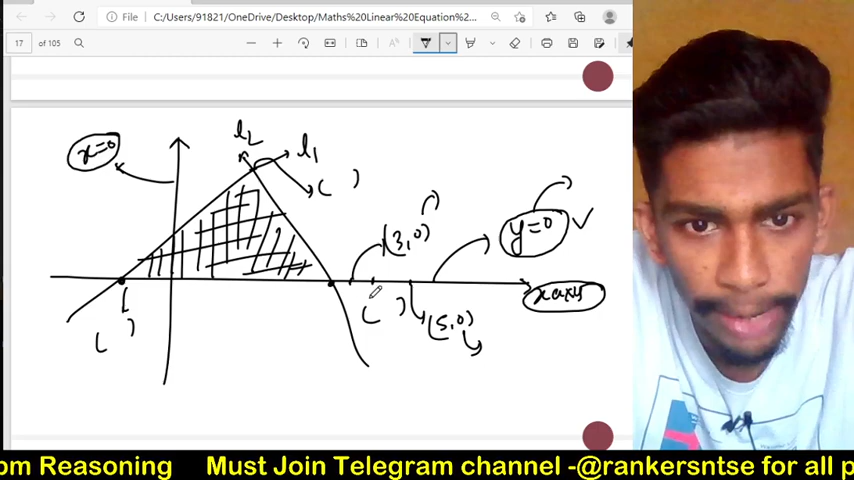 File
C:/Users/91821/OneDrive/Desktop/Maths%20Linear%20Equation%2...
17 of 105
x=0
l2
l1
( )
(3,0)
y=0
x axis
( )
( )
(5,0)
pm Reasoning Must Join Telegram channel -@rankersntse for all p